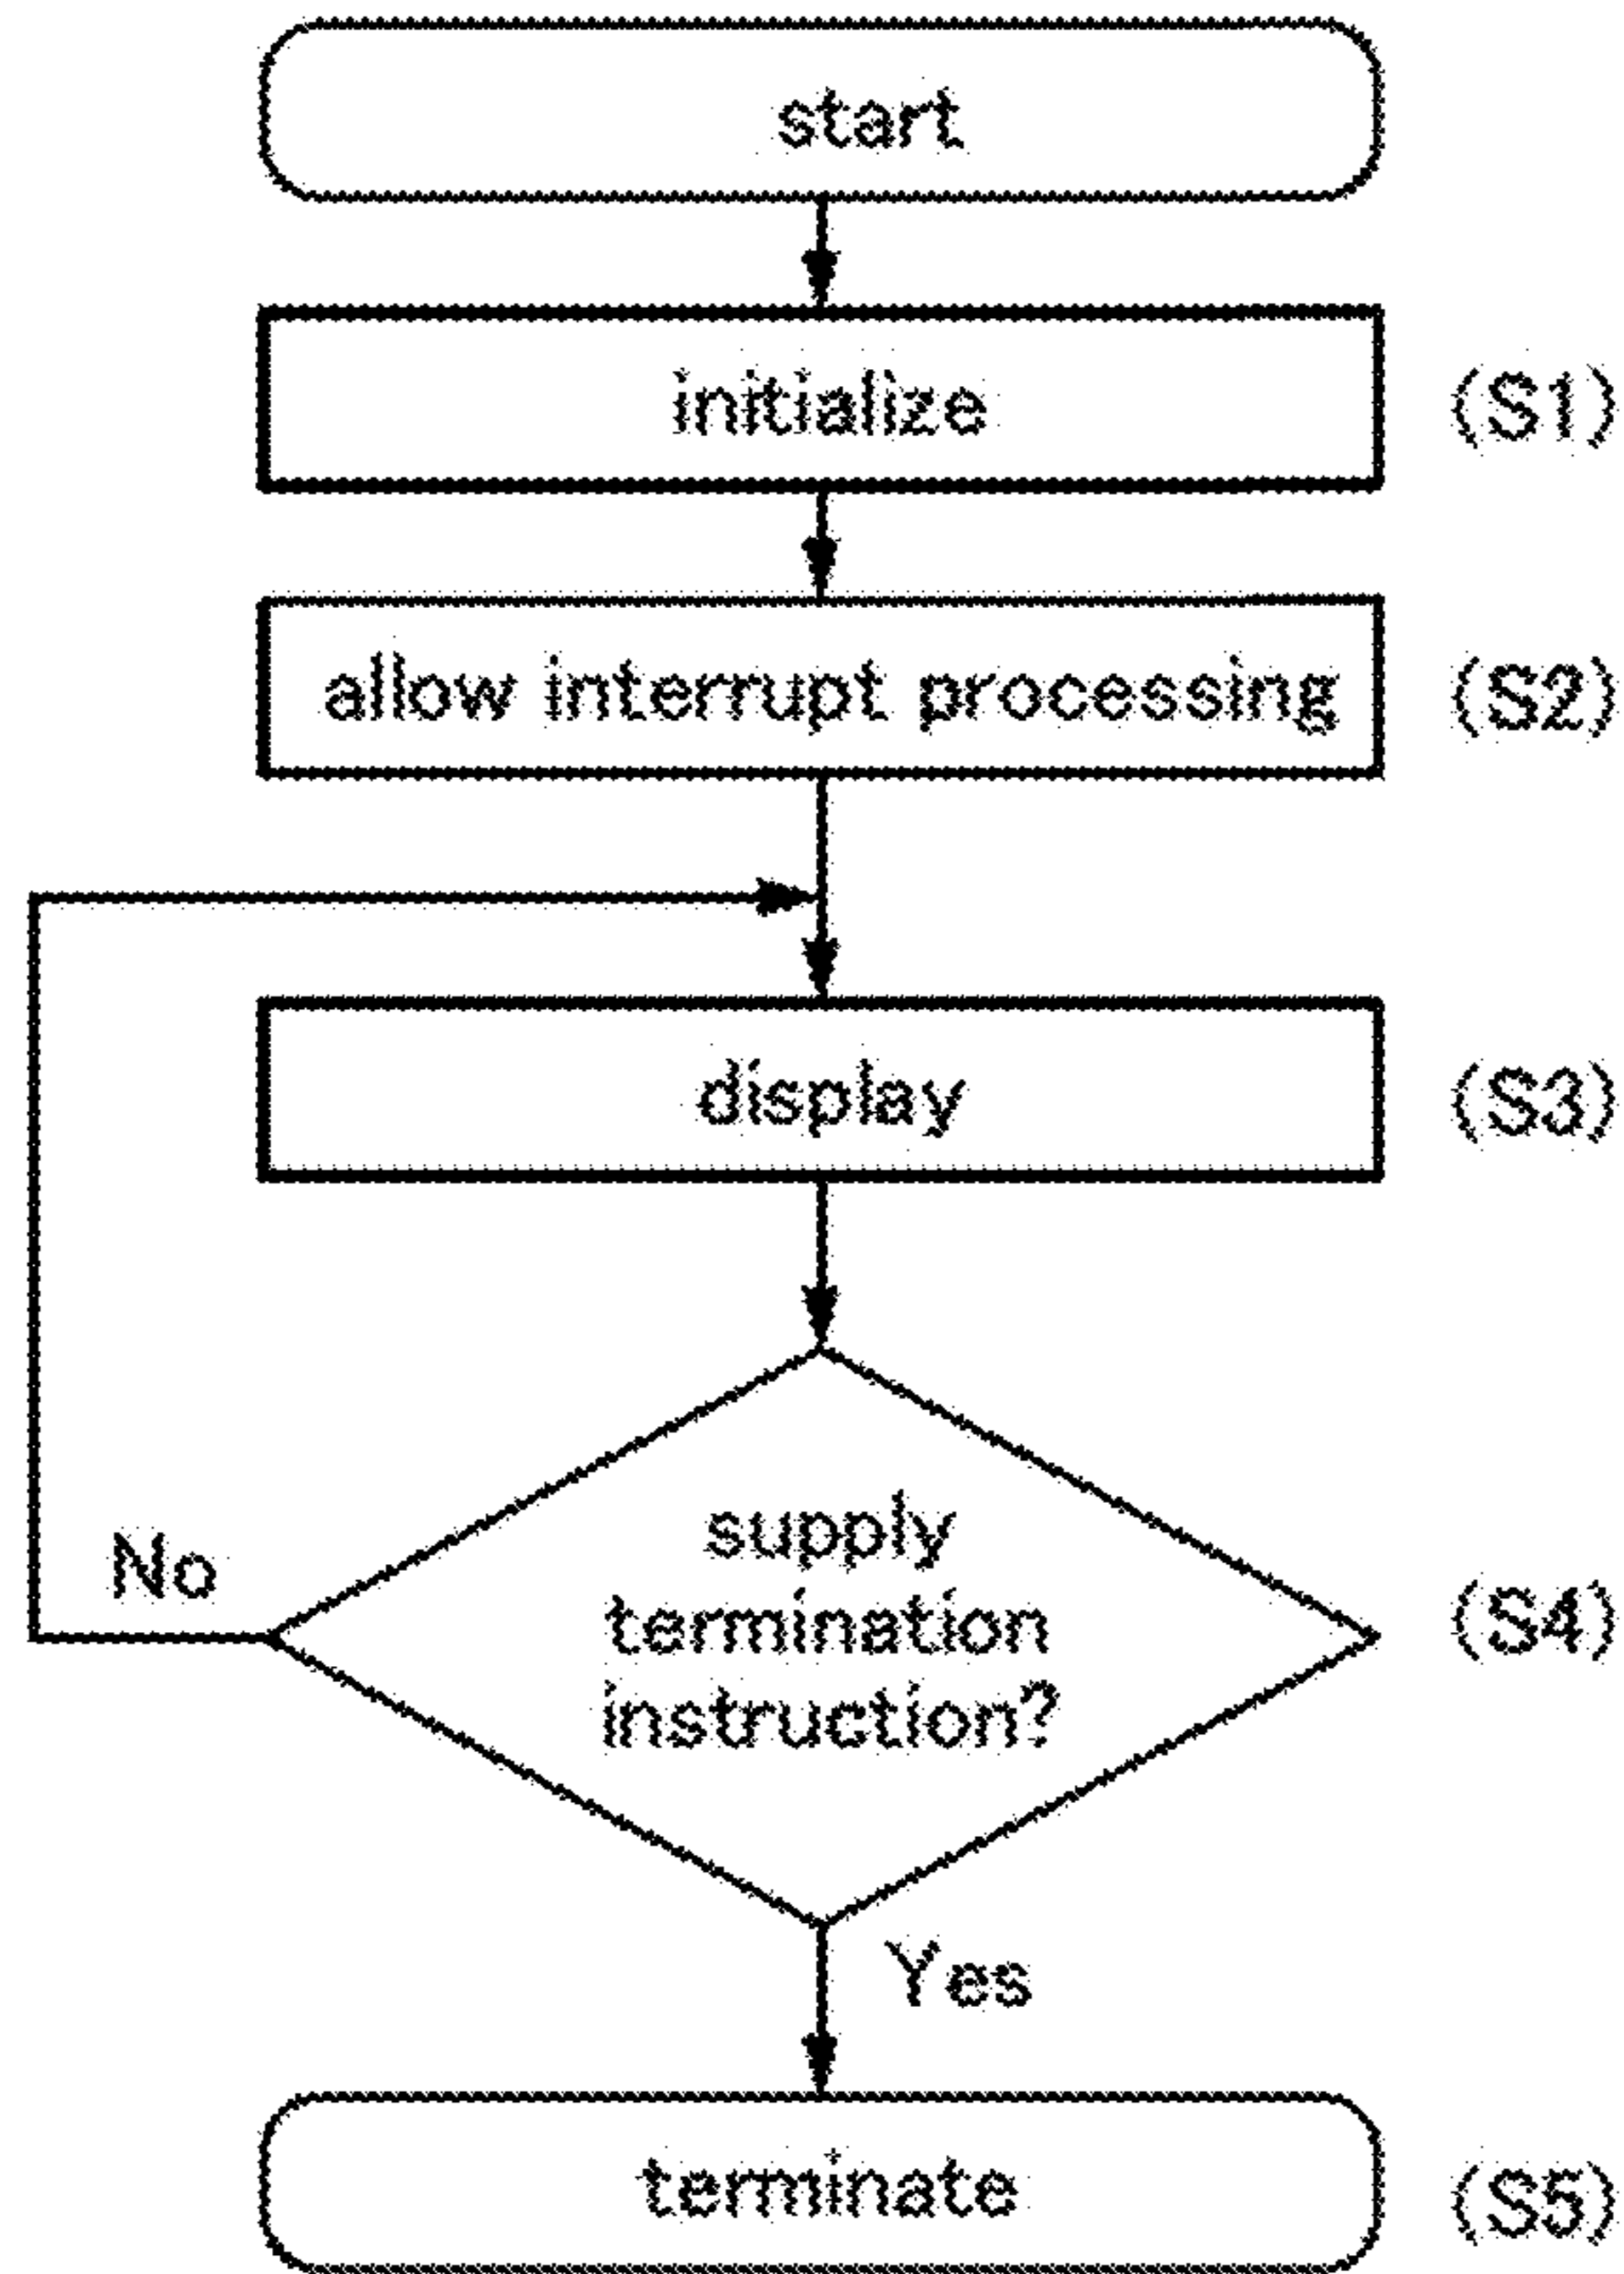 start
initialize
(S1)
allow interrupt processing
(S2)
display
(S3)
supply
termination
instruction?
(S4)
No
Yes
terminate
(S5)